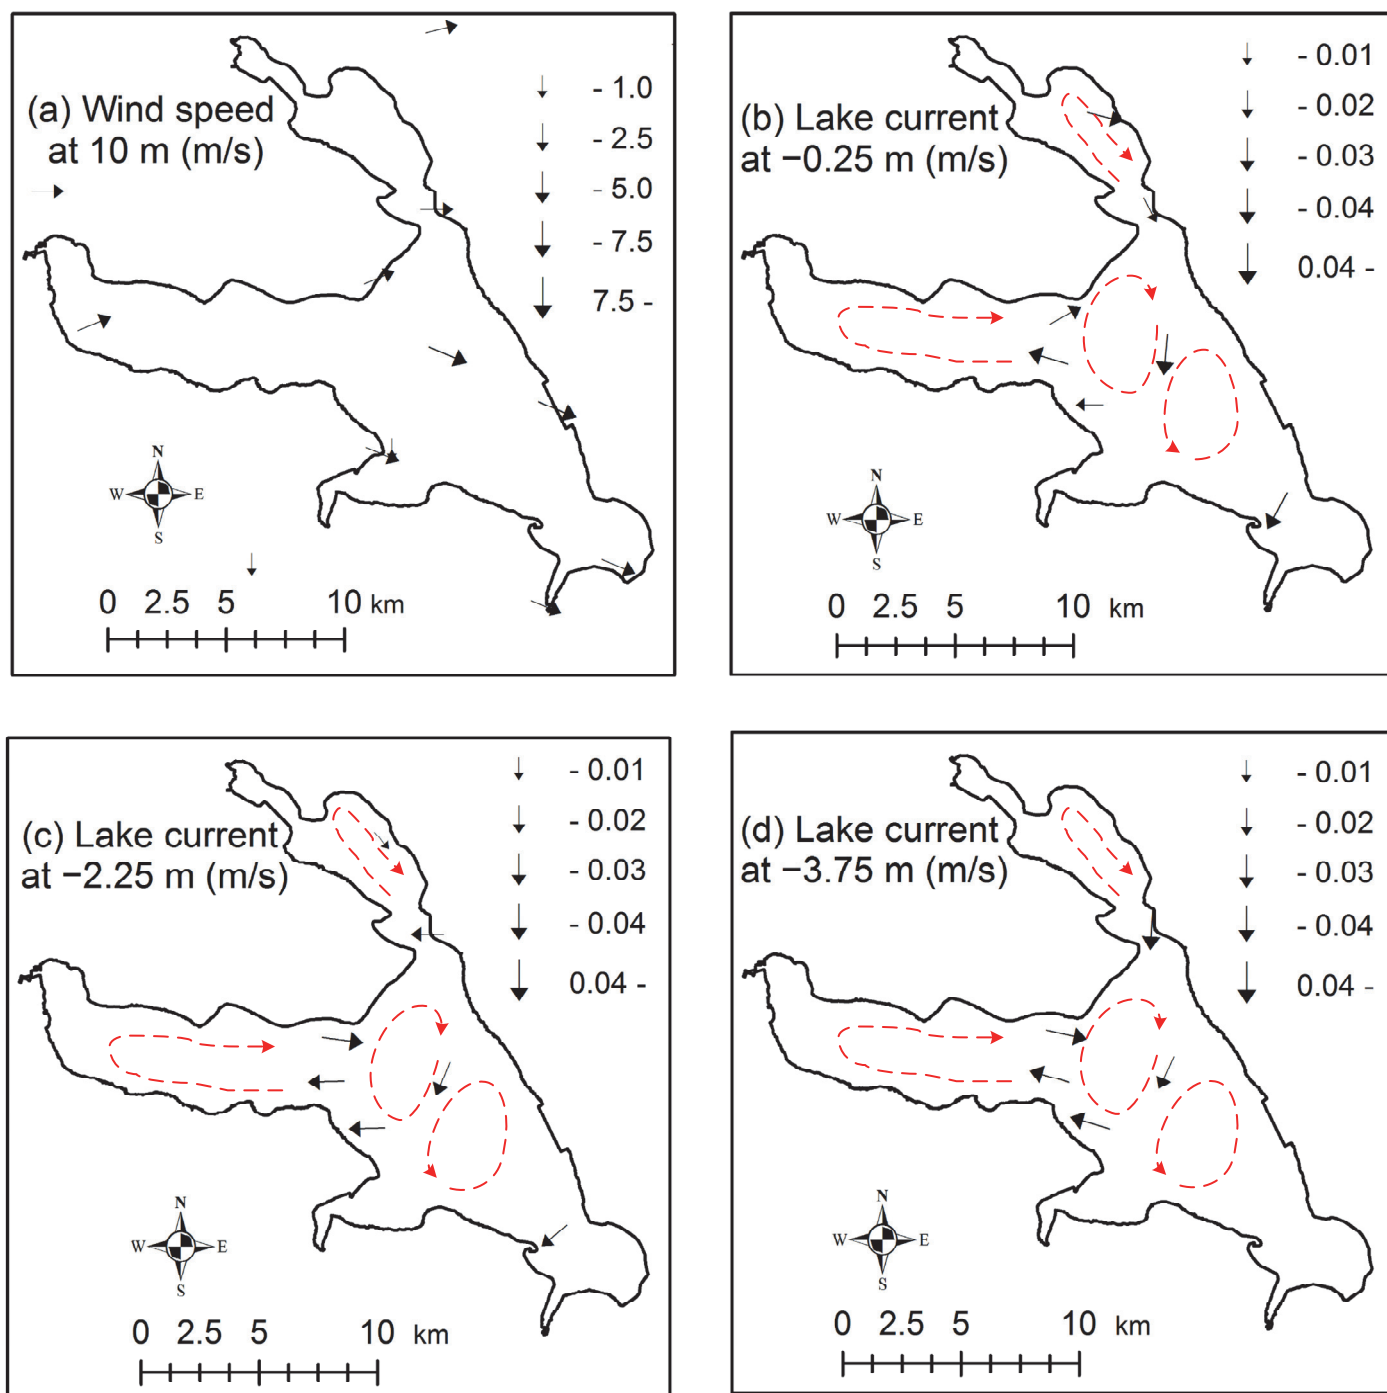 (a) Wind speed
at 10 m (m/s)
- 1.0
- 2.5
- 5.0
- 7.5
7.5 -
N
W E
S
0 2.5 5 10 km
(b) Lake current
at −0.25 m (m/s)
- 0.01
- 0.02
- 0.03
- 0.04
0.04 -
N
W E
S
0 2.5 5 10 km
(c) Lake current
at −2.25 m (m/s)
- 0.01
- 0.02
- 0.03
- 0.04
0.04 -
N
W E
S
0 2.5 5 10 km
(d) Lake current
at −3.75 m (m/s)
- 0.01
- 0.02
- 0.03
- 0.04
0.04 -
N
W E
S
0 2.5 5 10 km